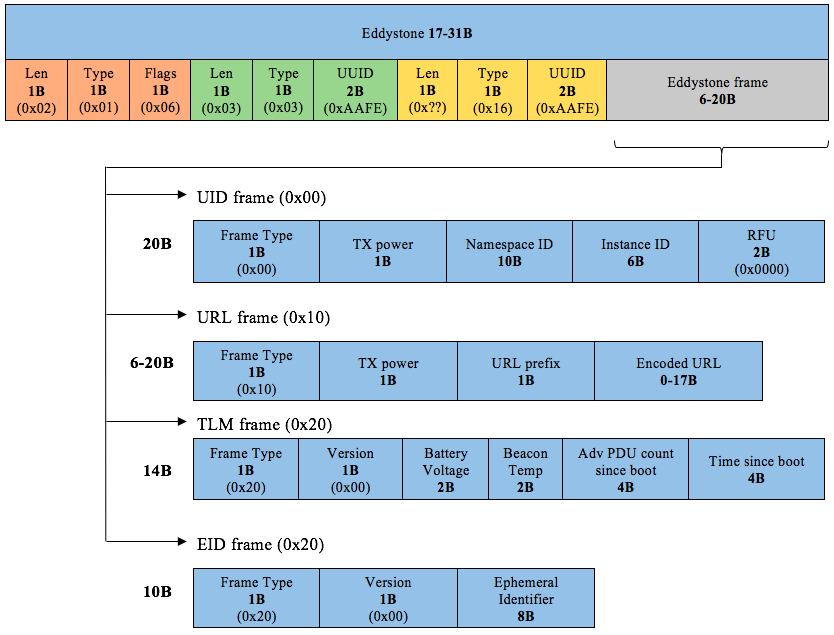 Eddystone 17-31B
Len Type Flags Len Type UUID Len Type UUID Eddystone frame
1B 1B 1B 1B 1B 2B 1B 1B 2B 6-20B
(0x02) (0x01) (0x06) (0x03) (0x03) (0xAAFE) (0x??) (0x16) (0xAAFE)
UID frame (0x00)
20B
Frame Type TX power Namespace ID Instance ID RFU
1B 1B 10B 6B 2B
(0x00) (0x0000)
URL frame (0x10)
6-20B
Frame Type TX power URL prefix Encoded URL
1B 1B 1B 0-17B
(0x10)
TLM frame (0x20)
14B
Frame Type Version Battery Beacon Adv PDU count Time since boot
1B 1B Voltage Temp since boot 4B
(0x20) (0x00) 2B 2B 4B
EID frame (0x20)
10B
Frame Type Version Ephemeral
1B 1B Identifier
(0x20) (0x00) 8B